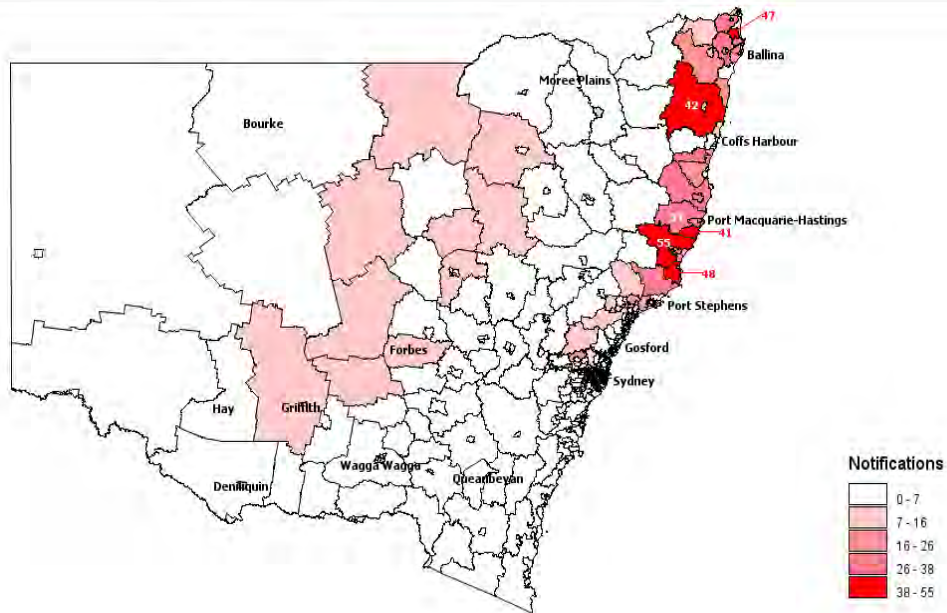 47
Ballina
Moree Plains
42
Bourke
Coffs Harbour
31
Port Macquarie-Hastings
41
55
48
Port Stephens
Forbes
Gosford
Sydney
Hay
Griffith
Wagga Wagga
Queanbeyan
Deniliquin
Notifications
0 - 7
7 - 16
16 - 26
26 - 38
38 - 55